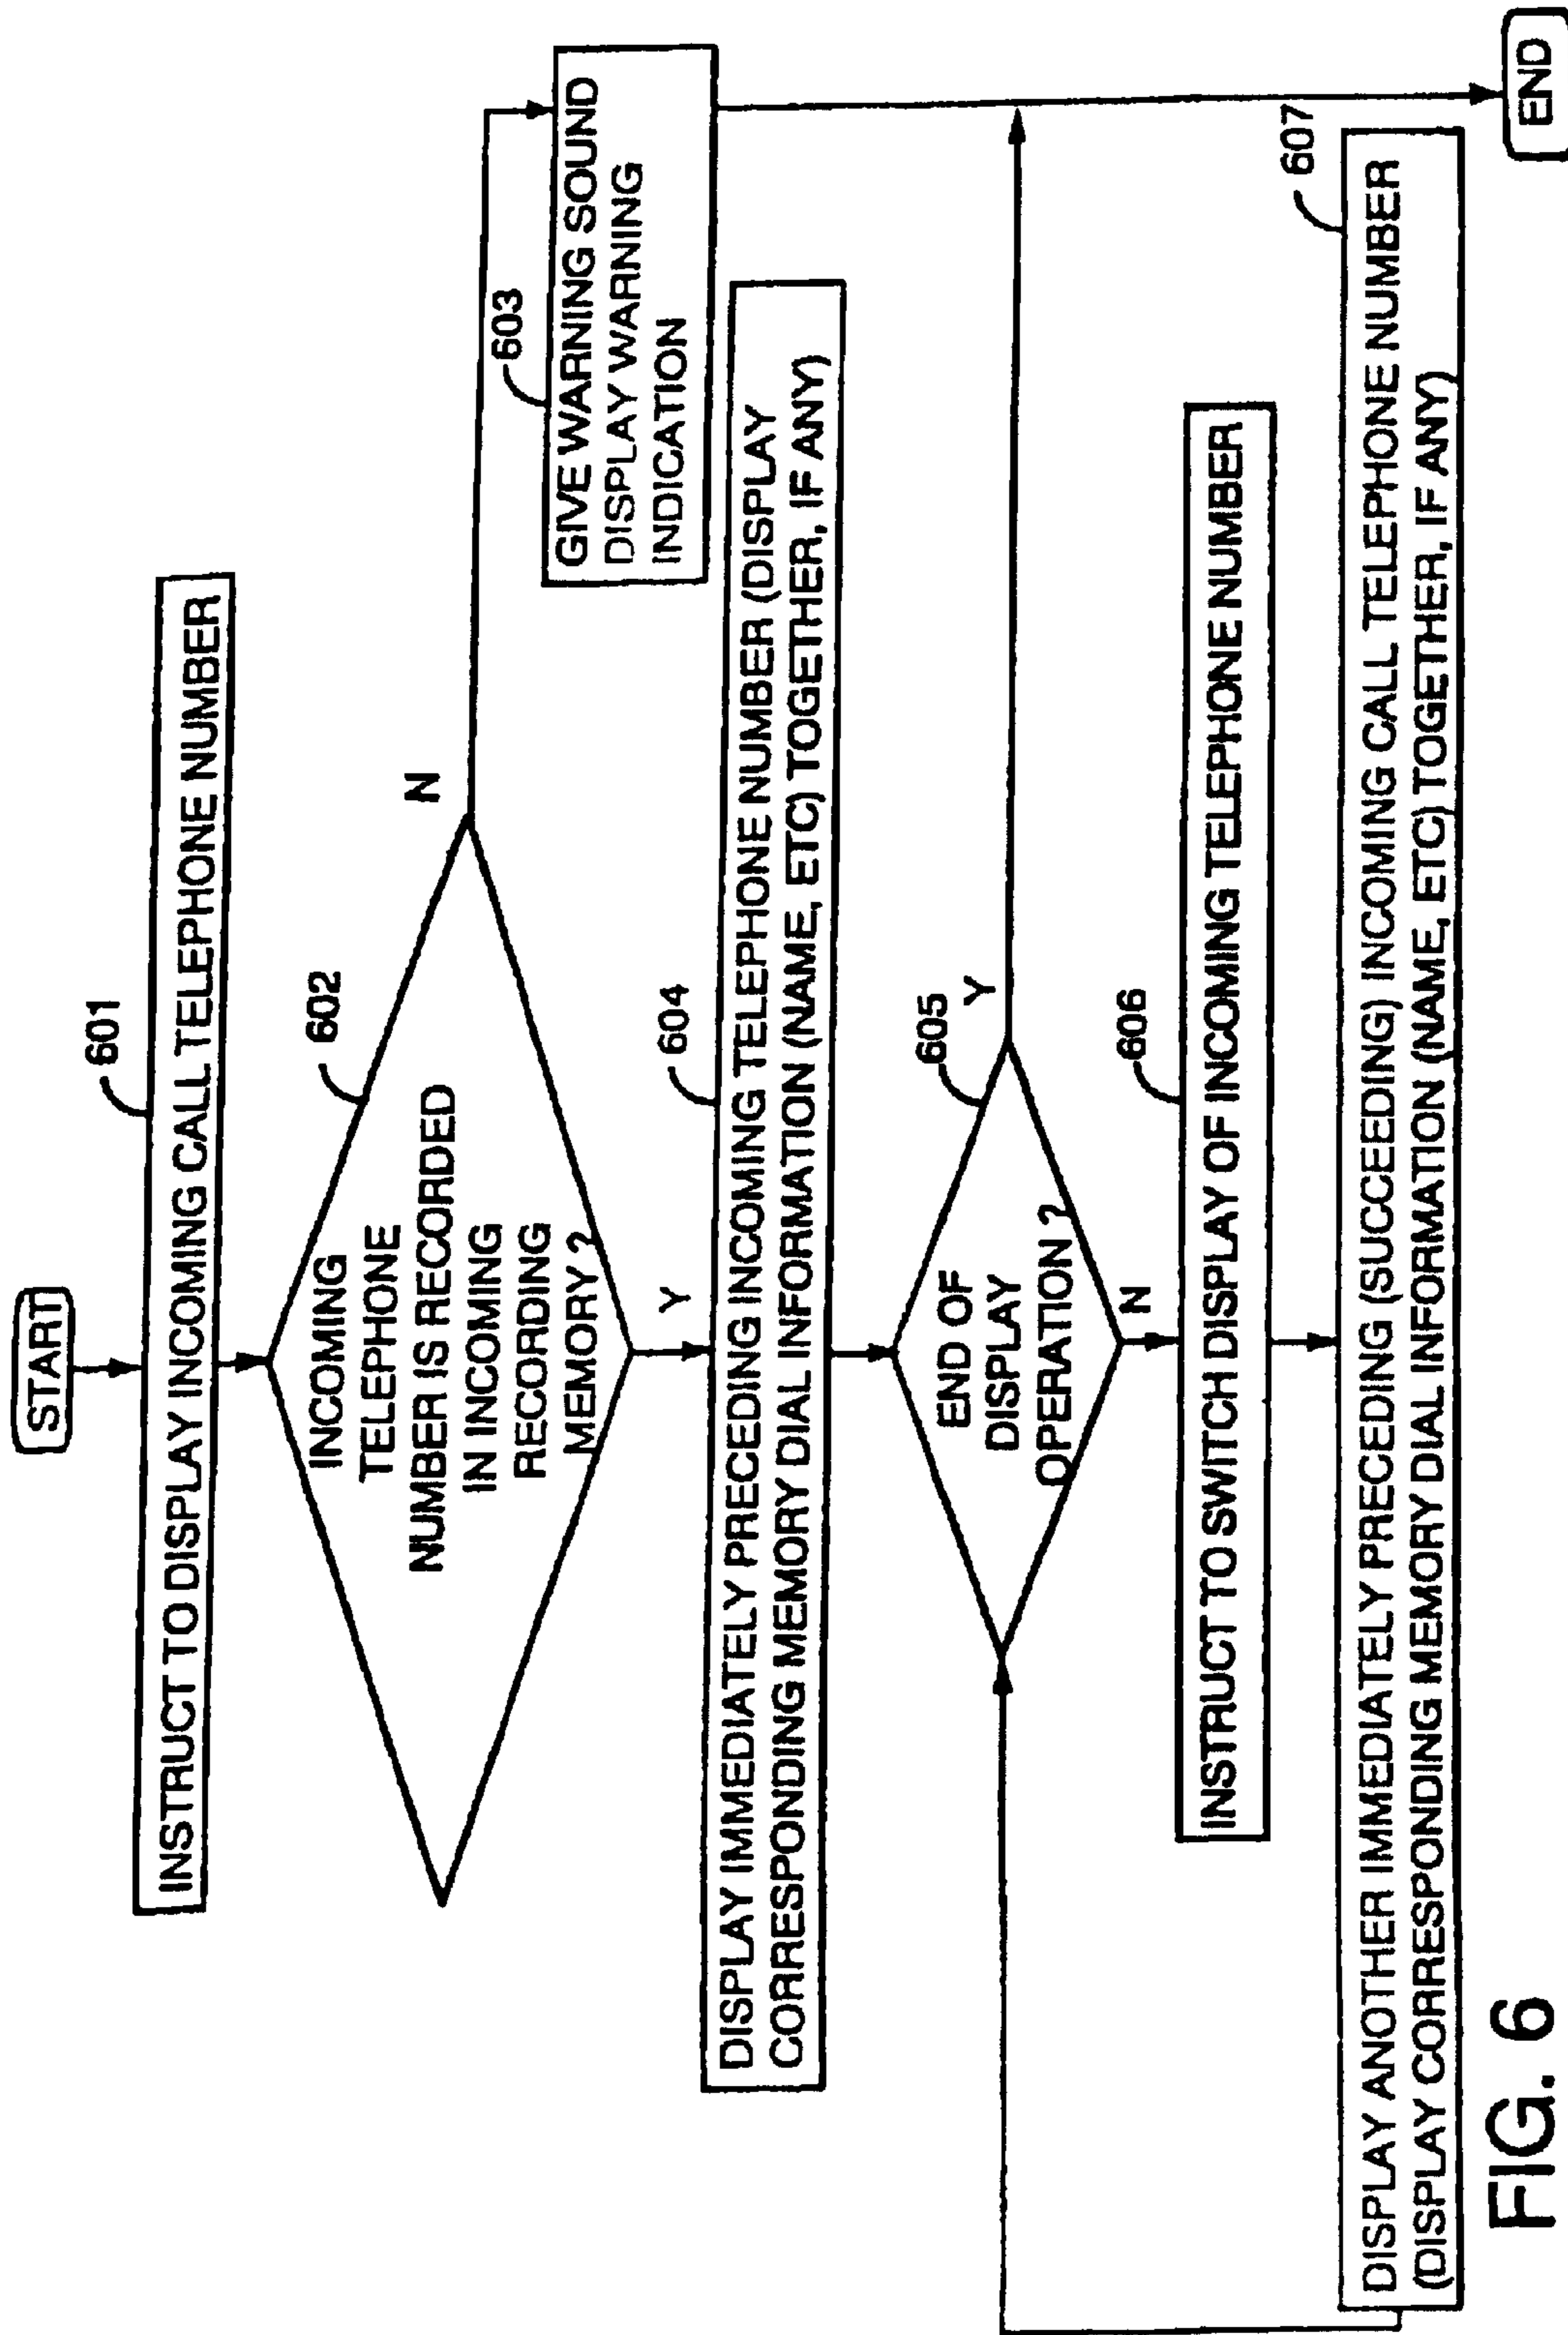 START
601
INSTRUCT TO DISPLAY INCOMING CALL TELEPHONE NUMBER
602
INCOMING
TELEPHONE
NUMBER IS RECORDED
IN INCOMING
RECORDING
MEMORY ?
N
Y
603
GIVE WARNING SOUND
DISPLAY WARNING
INDICATION
604
DISPLAY IMMEDIATELY PRECEDING INCOMING TELEPHONE NUMBER (DISPLAY
CORRESPONDING MEMORY DIAL INFORMATION (NAME, ETC) TOGETHER, IF ANY)
605
END OF
DISPLAY
OPERATION ?
Y
N
606
INSTRUCT TO SWITCH DISPLAY OF INCOMING TELEPHONE NUMBER
607
DISPLAY ANOTHER IMMEDIATELY PRECEDING (SUCCEEDING) INCOMING CALL TELEPHONE NUMBER
(DISPLAY CORRESPONDING MEMORY DIAL INFORMATION (NAME, ETC) TOGETHER, IF ANY)
END
FIG. 6